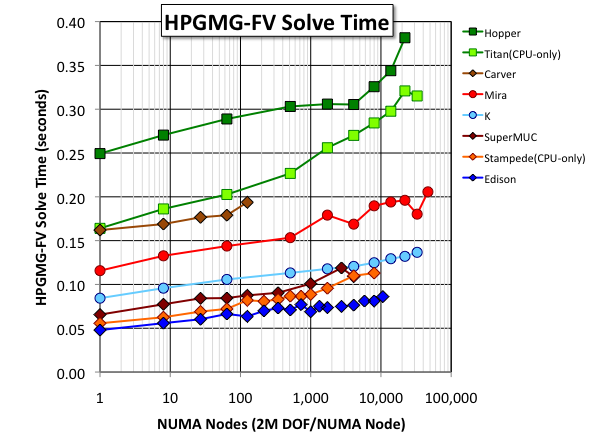 HPGMG-FV Solve Time
0.40
0.35
0.30
0.25
0.20
0.15
0.10
0.05
0.00
HPGMG-FV Solve Time (seconds)
1
10
100
1,000
10,000
100,000
NUMA Nodes (2M DOF/NUMA Node)
Hopper
Titan(CPU-only)
Carver
Mira
K
SuperMUC
Stampede(CPU-only)
Edison